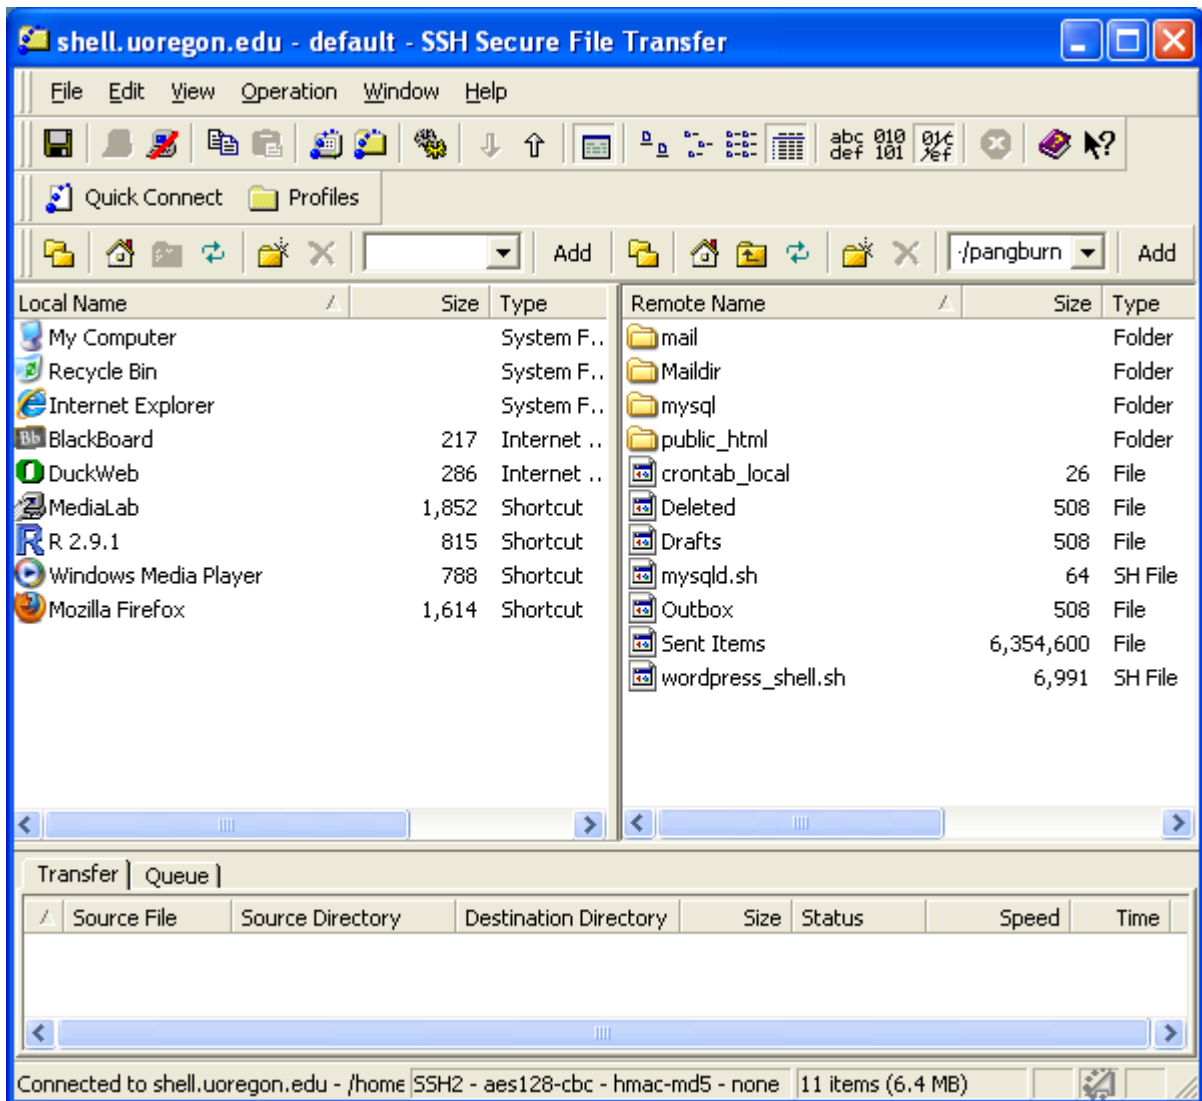 shell.uoregon.edu - default - SSH Secure File Transfer
File Edit View Operation Window Help
abc def 010 101
Quick Connect Profiles
Add /pangburn Add
Local Name Size Type Remote Name Size Type
My Computer System F.. mail Folder
Recycle Bin System F.. Maildir Folder
Internet Explorer System F.. mysql Folder
Bb BlackBoard 217 Internet .. public_html Folder
DuckWeb 286 Internet .. crontab_local 26 File
MediaLab 1,852 Shortcut Deleted 508 File
R R 2.9.1 815 Shortcut Drafts 508 File
Windows Media Player 788 Shortcut mysqld.sh 64 SH File
Mozilla Firefox 1,614 Shortcut Outbox 508 File
Sent Items 6,354,600 File
wordpress_shell.sh 6,991 SH File
Transfer Queue
Source File Source Directory Destination Directory Size Status Speed Time
Connected to shell.uoregon.edu - /home SSH2 - aes128-cbc - hmac-md5 - none 11 items (6.4 MB)